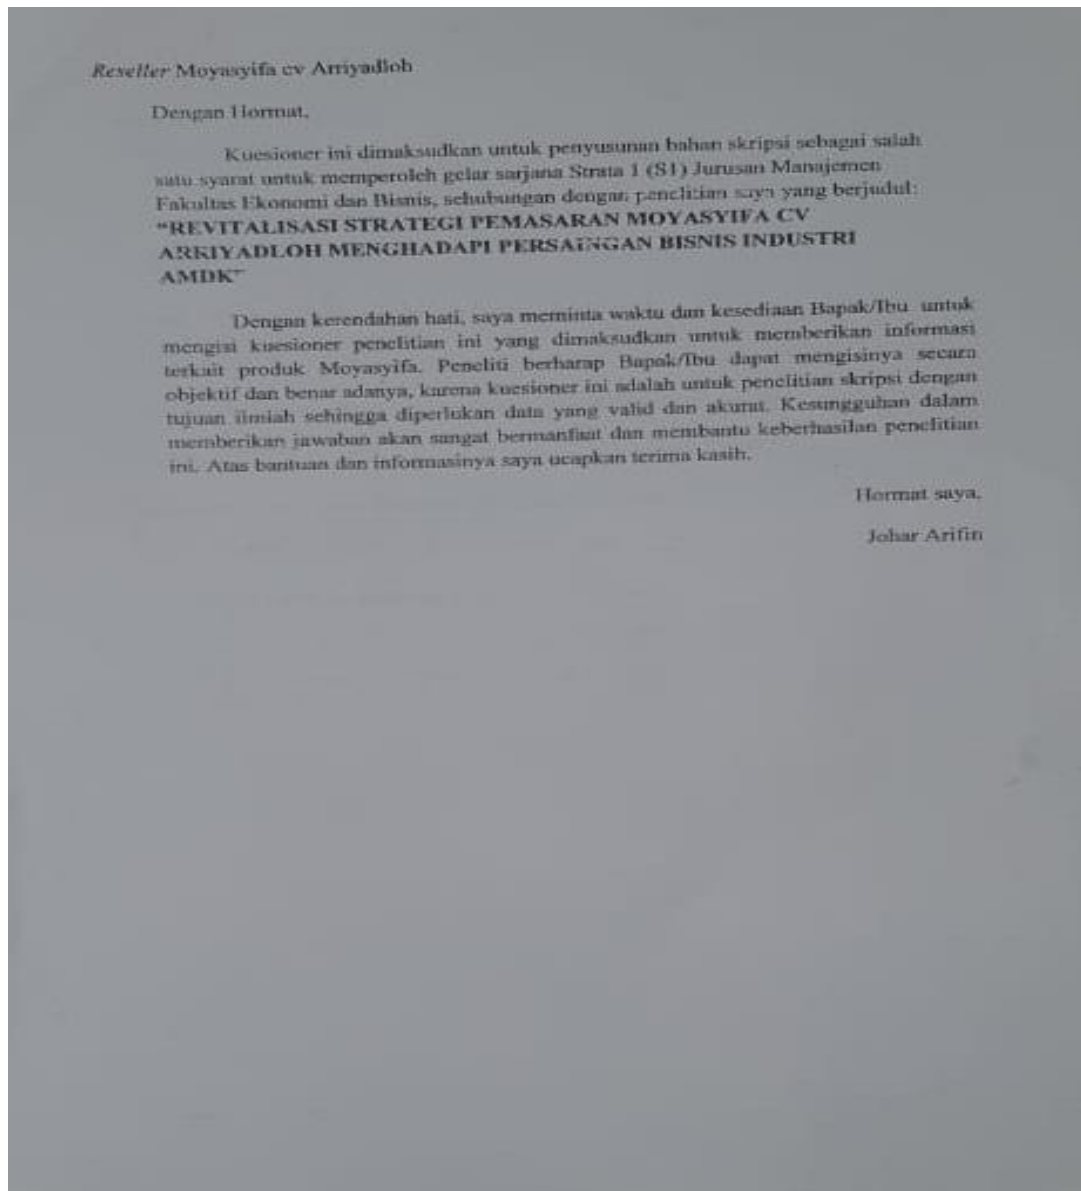 Reseller Moyasyifa cv Arriyadloh
Dengan Hormat,
Kuesioner ini dimaksudkan untuk penyusunan bahan skripsi sebagai salah
satu syarat untuk memperoleh gelar sarjana Strata 1 (S1) Jurusan Manajemen
Fakultas Ekonomi dan Bisnis, sehubungan dengan penelitian saya yang berjudul:
“REVITALISASI STRATEGI PEMASARAN MOYASYIFA CV
ARRIYADLOH MENGHADAPI PERSAINGAN BISNIS INDUSTRI
AMDK”
Dengan kerendahan hati, saya meminta waktu dan kesediaan Bapak/Ibu untuk
mengisi kuesioner penelitian ini yang dimaksudkan untuk memberikan informasi
terkait produk Moyasyifa. Peneliti berharap Bapak/Ibu dapat mengisinya secara
objektif dan benar adanya, karena kuesioner ini adalah untuk penelitian skripsi dengan
tujuan ilmiah sehingga diperlukan data yang valid dan akurat. Kesungguhan dalam
memberikan jawaban akan sangat bermanfaat dan membantu keberhasilan penelitian
ini. Atas bantuan dan informasinya saya ucapkan terima kasih.
Hormat saya,
Johar Arifin